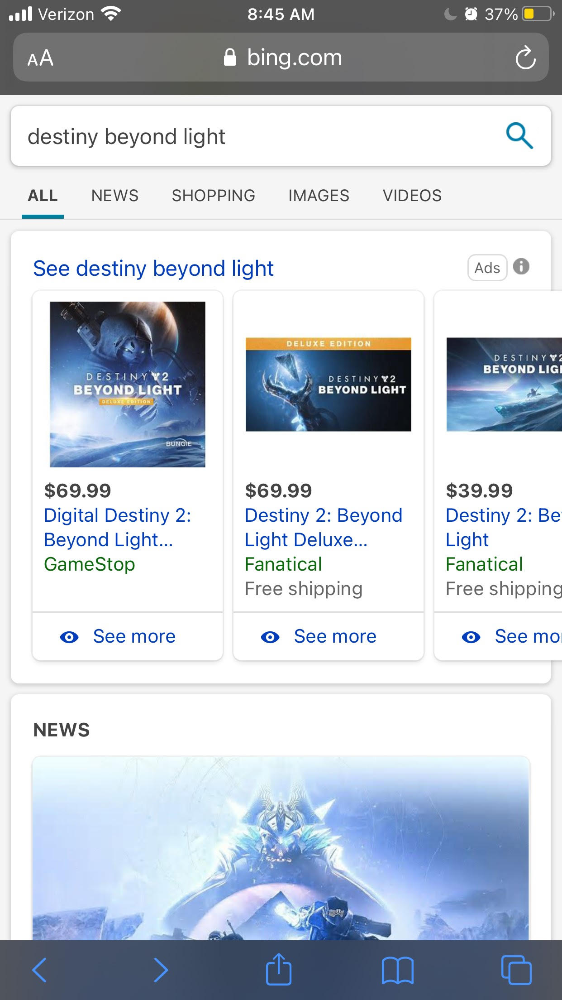 Verizon 8:45 AM 37%
AA bing.com
destiny beyond light
ALL NEWS SHOPPING IMAGES VIDEOS
See destiny beyond light Ads
DESTINY 2
BEYOND LIGHT
DELUXE EDITION
BUNGIE
$69.99
Digital Destiny 2:
Beyond Light...
GameStop
See more
DELUXE EDITION
DESTINY 2
BEYOND LIGHT
$69.99
Destiny 2: Beyond
Light Deluxe...
Fanatical
Free shipping
See more
DESTINY 2
BEYOND LIG
$39.99
Destiny 2: Be
Light
Fanatical
Free shipping
See mo
NEWS